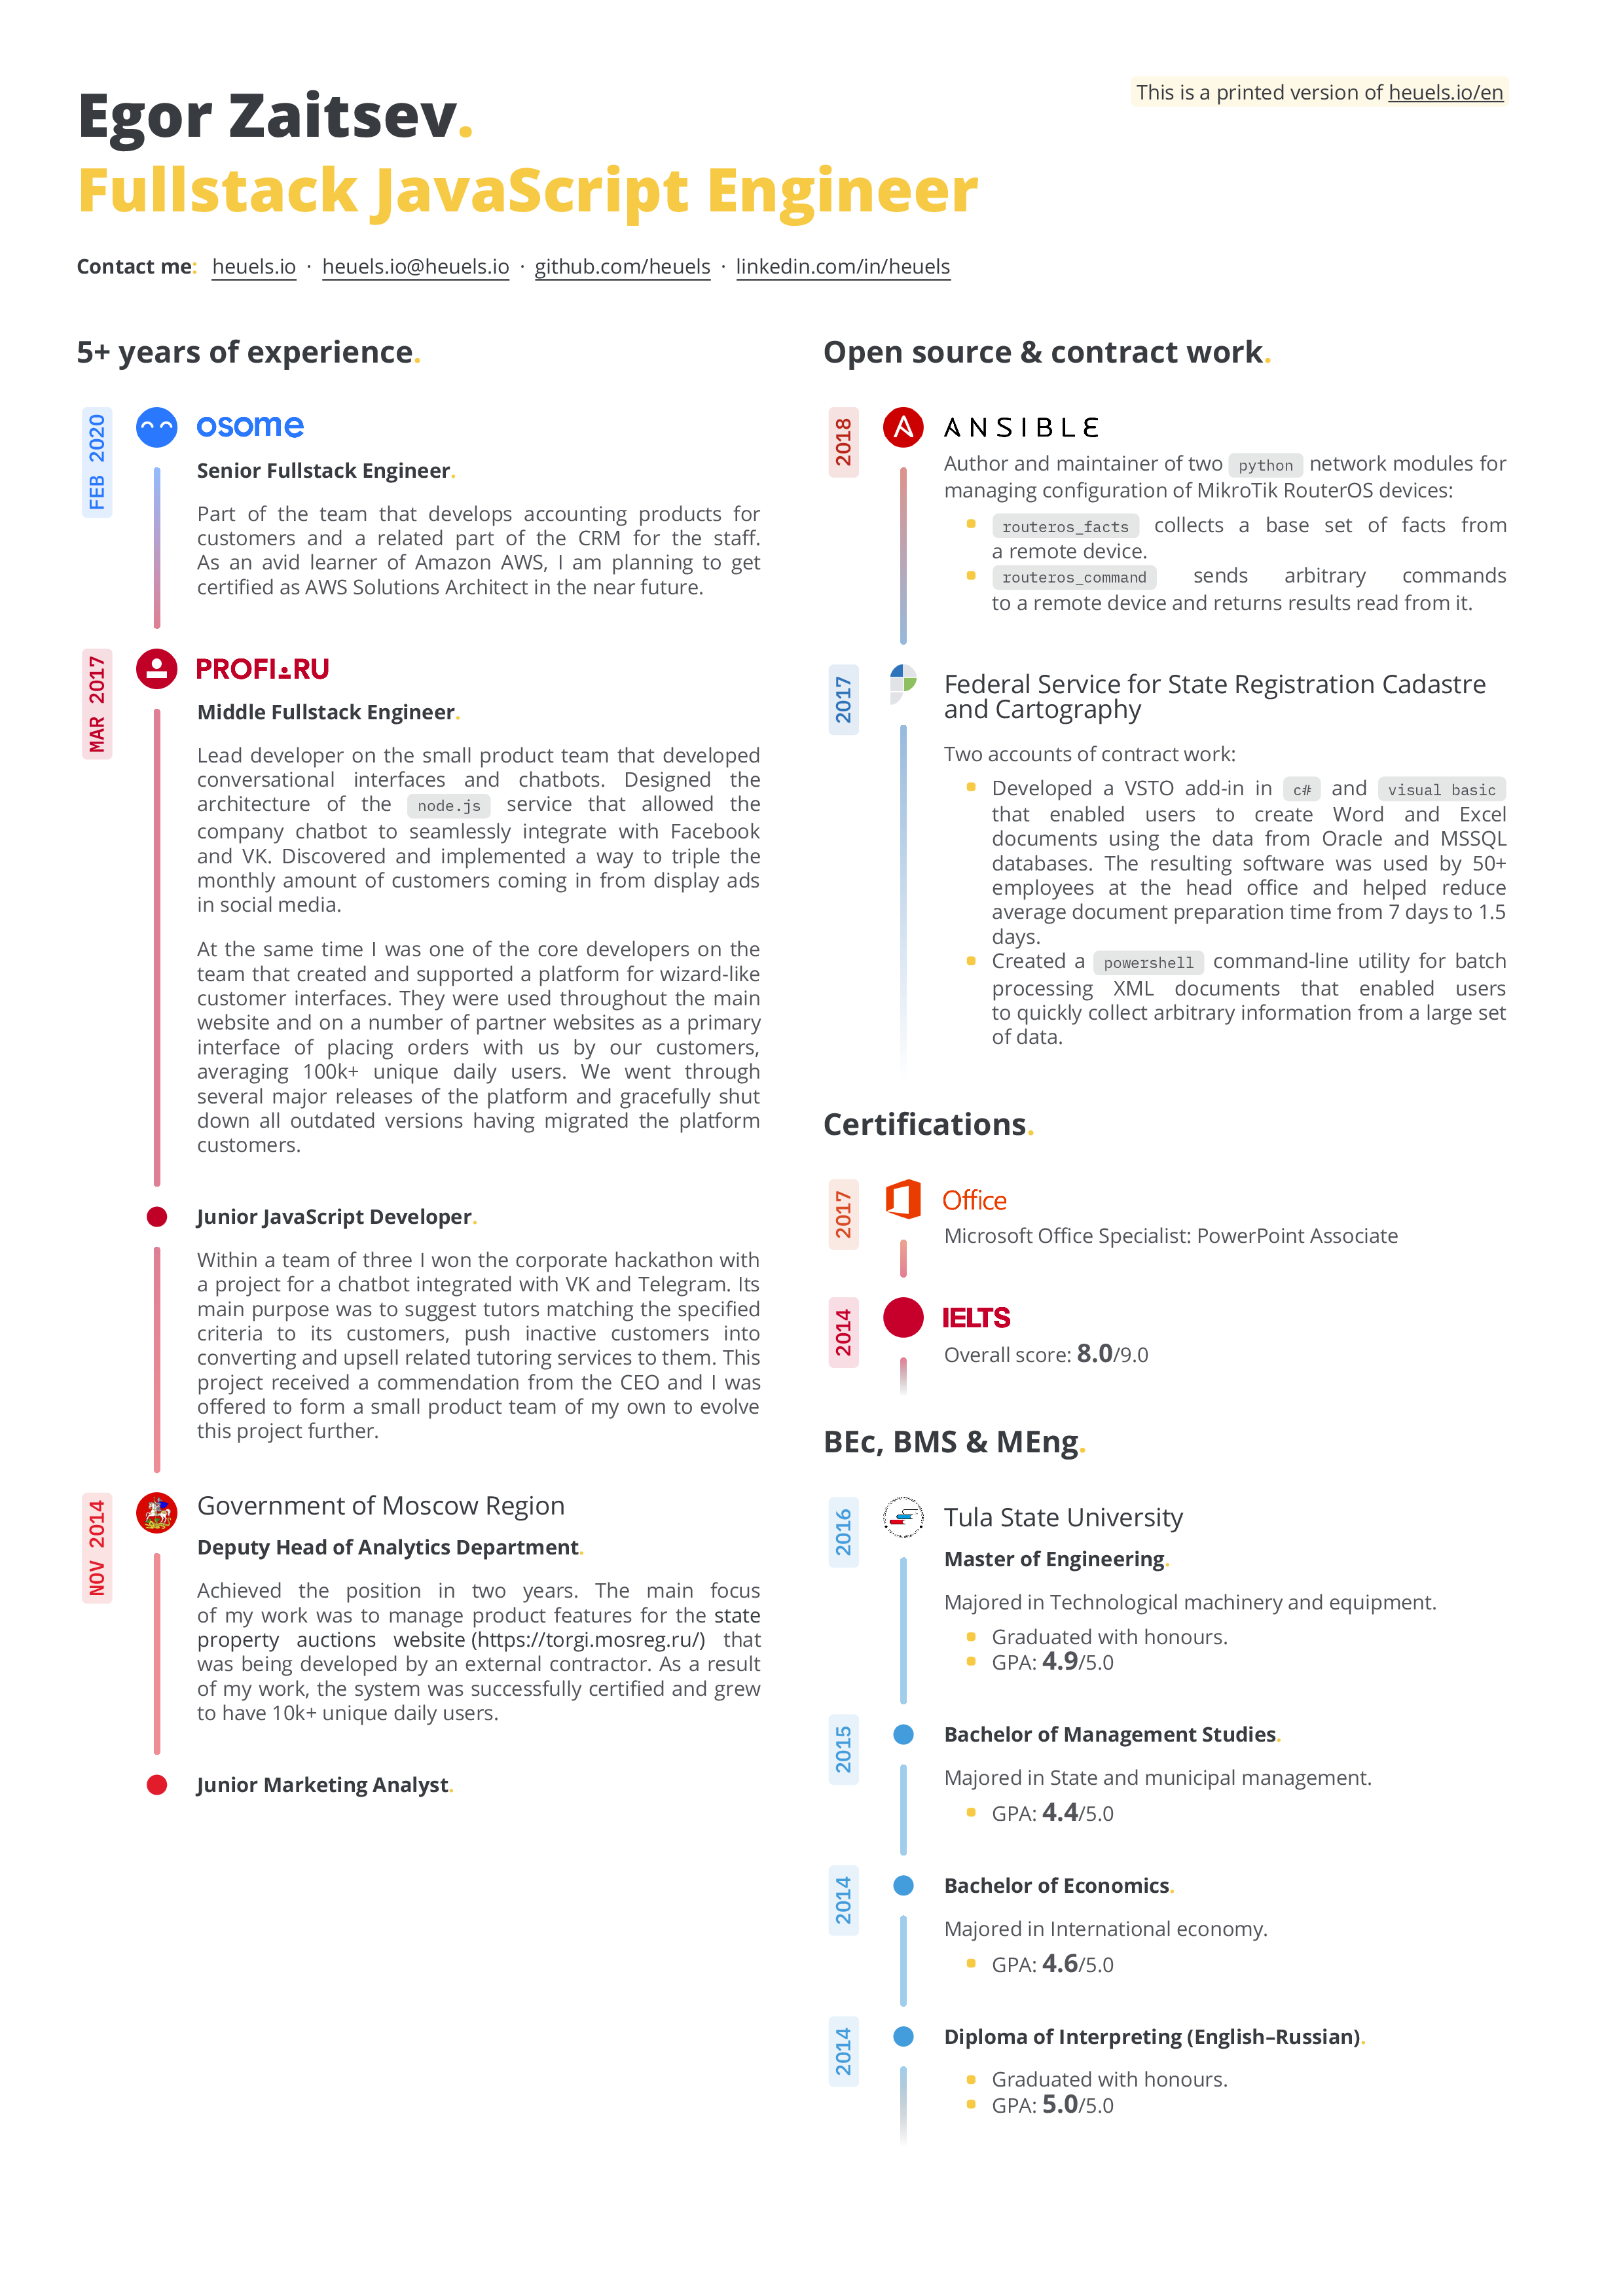 This is a printed version of heuels.io/en
Egor Zaitsev.
Fullstack JavaScript Engineer
Contact me: heuels.io · heuels.io@heuels.io · github.com/heuels · linkedin.com/in/heuels
5+ years of experience.
FEB 2020
osome
Senior Fullstack Engineer.
Part of the team that develops accounting products for
customers and a related part of the CRM for the staff.
As an avid learner of Amazon AWS, I am planning to get
certified as AWS Solutions Architect in the near future.
MAR 2017
PROFI.RU
Middle Fullstack Engineer.
Lead developer on the small product team that developed
conversational interfaces and chatbots. Designed the
architecture of the node.js service that allowed the
company chatbot to seamlessly integrate with Facebook
and VK. Discovered and implemented a way to triple the
monthly amount of customers coming in from display ads
in social media.
At the same time I was one of the core developers on the
team that created and supported a platform for wizard-like
customer interfaces. They were used throughout the main
website and on a number of partner websites as a primary
interface of placing orders with us by our customers,
averaging 100k+ unique daily users. We went through
several major releases of the platform and gracefully shut
down all outdated versions having migrated the platform
customers.
Junior JavaScript Developer.
Within a team of three I won the corporate hackathon with
a project for a chatbot integrated with VK and Telegram. Its
main purpose was to suggest tutors matching the specified
criteria to its customers, push inactive customers into
converting and upsell related tutoring services to them. This
project received a commendation from the CEO and I was
offered to form a small product team of my own to evolve
this project further.
NOV 2014
Government of Moscow Region
Deputy Head of Analytics Department.
Achieved the position in two years. The main focus
of my work was to manage product features for the state
property auctions website (https://torgi.mosreg.ru/) that
was being developed by an external contractor. As a result
of my work, the system was successfully certified and grew
to have 10k+ unique daily users.
Junior Marketing Analyst.
Open source & contract work.
2018
ANSIBLE
Author and maintainer of two python network modules for
managing configuration of MikroTik RouterOS devices:
routeros_facts collects a base set of facts from
a remote device.
routeros_command sends arbitrary commands
to a remote device and returns results read from it.
2017
Federal Service for State Registration Cadastre
and Cartography
Two accounts of contract work:
Developed a VSTO add-in in c# and visual basic
that enabled users to create Word and Excel
documents using the data from Oracle and MSSQL
databases. The resulting software was used by 50+
employees at the head office and helped reduce
average document preparation time from 7 days to 1.5
days.
Created a powershell command-line utility for batch
processing XML documents that enabled users
to quickly collect arbitrary information from a large set
of data.
Certifications.
2017
Office
Microsoft Office Specialist: PowerPoint Associate
2014
IELTS
Overall score: 8.0/9.0
BEc, BMS & MEng.
2016
Tula State University
Master of Engineering.
Majored in Technological machinery and equipment.
Graduated with honours.
GPA: 4.9/5.0
2015
Bachelor of Management Studies.
Majored in State and municipal management.
GPA: 4.4/5.0
2014
Bachelor of Economics.
Majored in International economy.
GPA: 4.6/5.0
2014
Diploma of Interpreting (English–Russian).
Graduated with honours.
GPA: 5.0/5.0